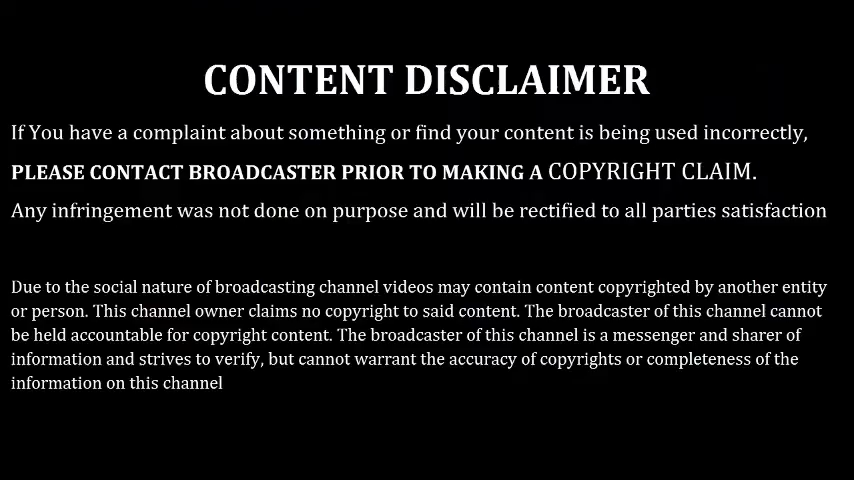 CONTENT DISCLAIMER
If You have a complaint about something or find your content is being used incorrectly,
PLEASE CONTACT BROADCASTER PRIOR TO MAKING A COPYRIGHT CLAIM.
Any infringement was not done on purpose and will be rectified to all parties satisfaction
Due to the social nature of broadcasting channel videos may contain content copyrighted by another entity
or person. This channel owner claims no copyright to said content. The broadcaster of this channel cannot
be held accountable for copyright content. The broadcaster of this channel is a messenger and sharer of
information and strives to verify, but cannot warrant the accuracy of copyrights or completeness of the
information on this channel